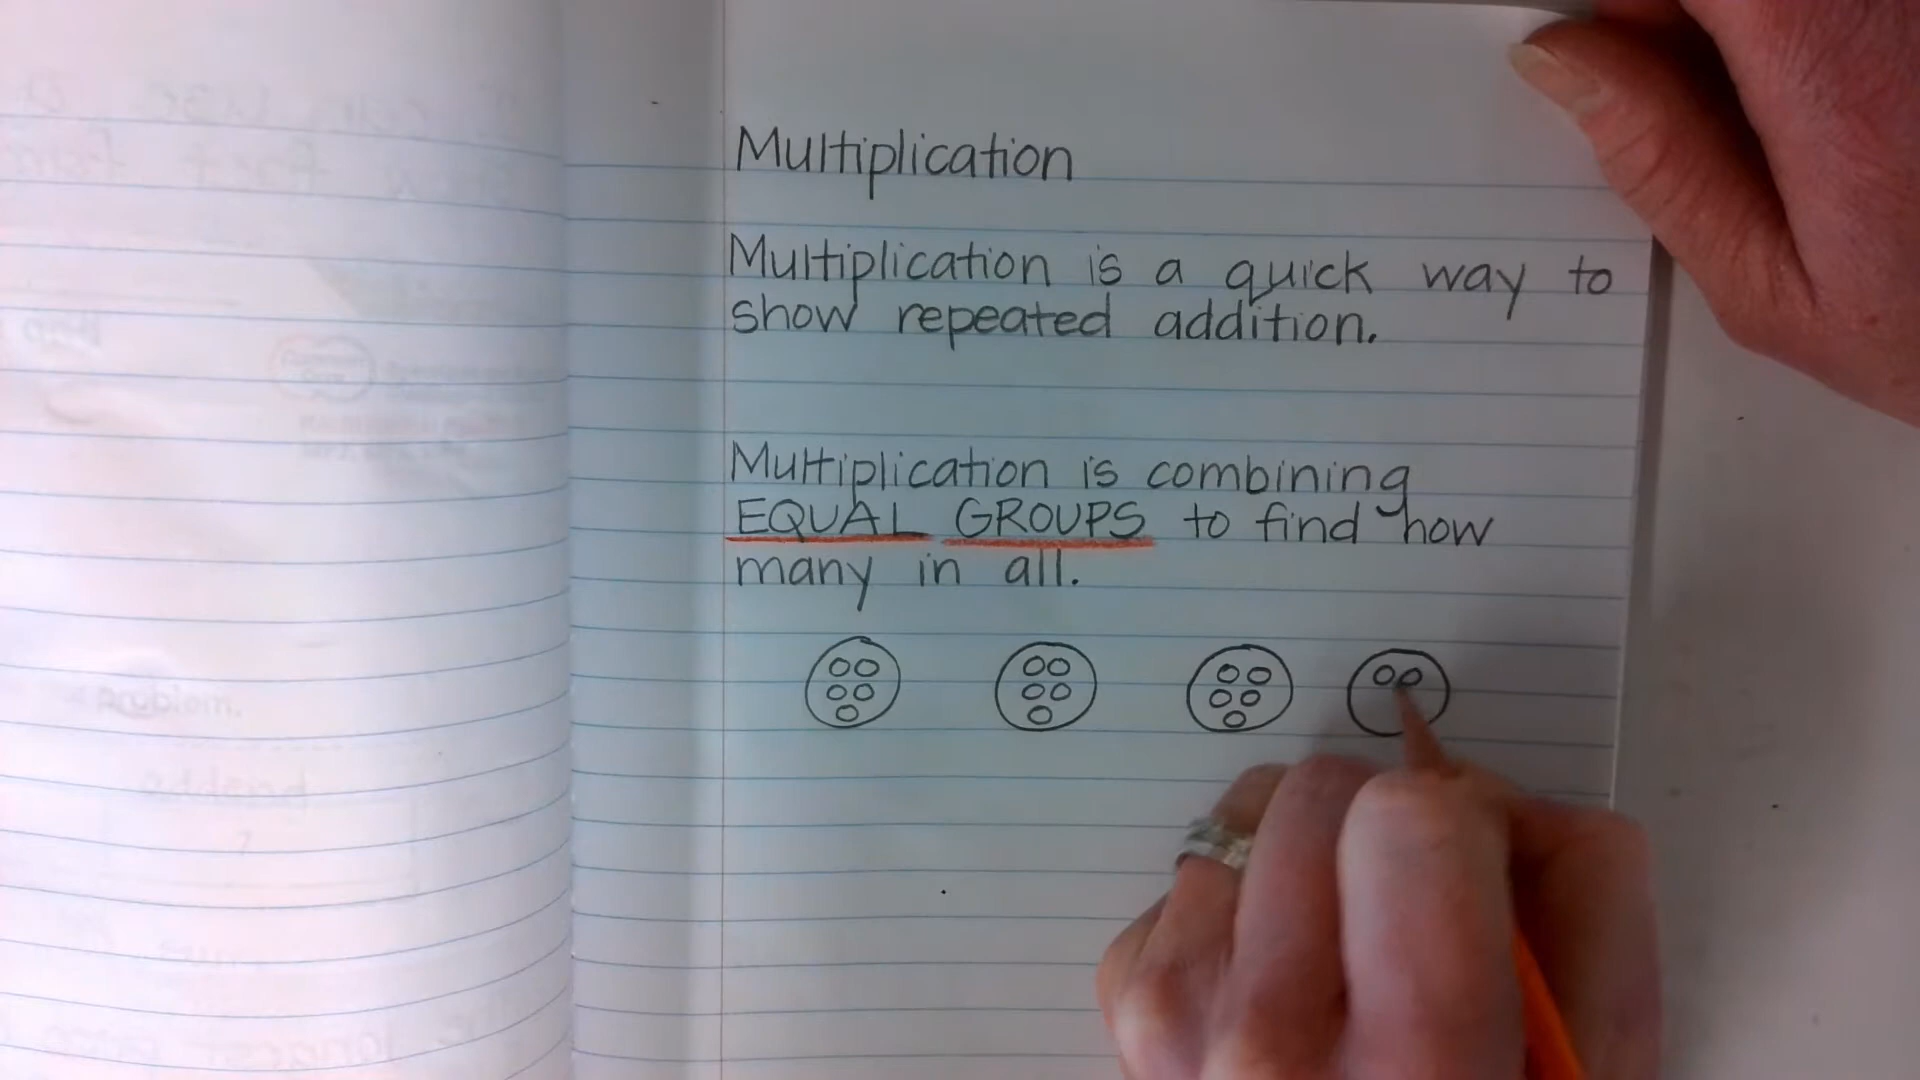 Multiplication
Multiplication is a quick way to
show repeated addition.
Multiplication is combining
EQUAL GROUPS to find how
many in all.
problem.